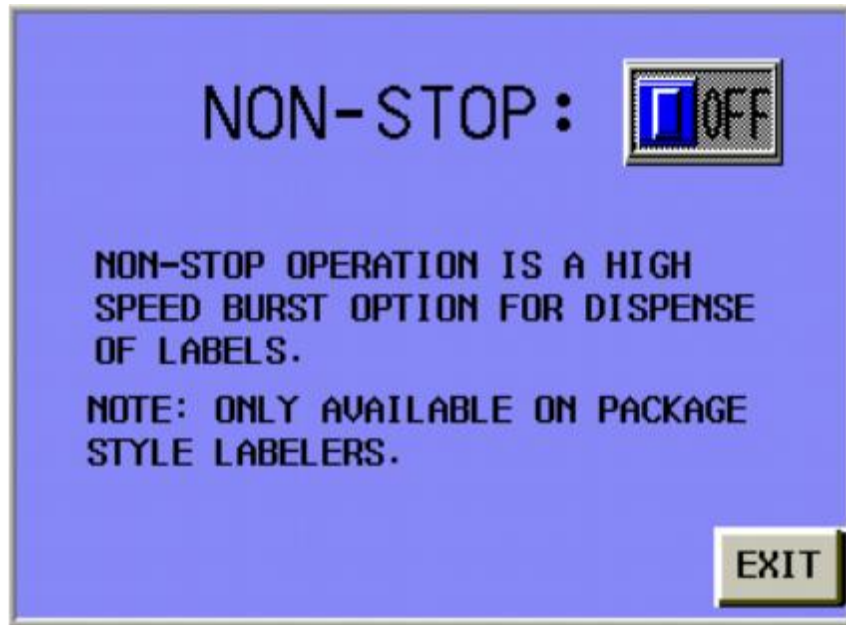 NON-STOP: OFF
NON-STOP OPERATION IS A HIGH
SPEED BURST OPTION FOR DISPENSE
OF LABELS.
NOTE: ONLY AVAILABLE ON PACKAGE
STYLE LABELERS.
EXIT